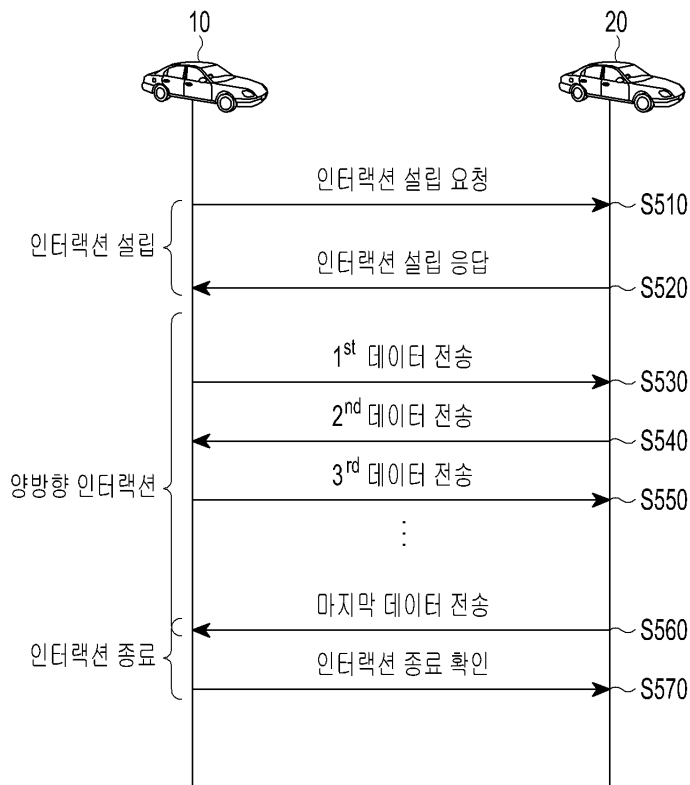 10
20
인터랙션 설립 요청
S510
인터랙션 설립
인터랙션 설립 응답
S520
1st 데이터 전송
S530
2nd 데이터 전송
S540
양방향 인터랙션
3rd 데이터 전송
S550
⋮
마지막 데이터 전송
S560
인터랙션 종료
인터랙션 종료 확인
S570